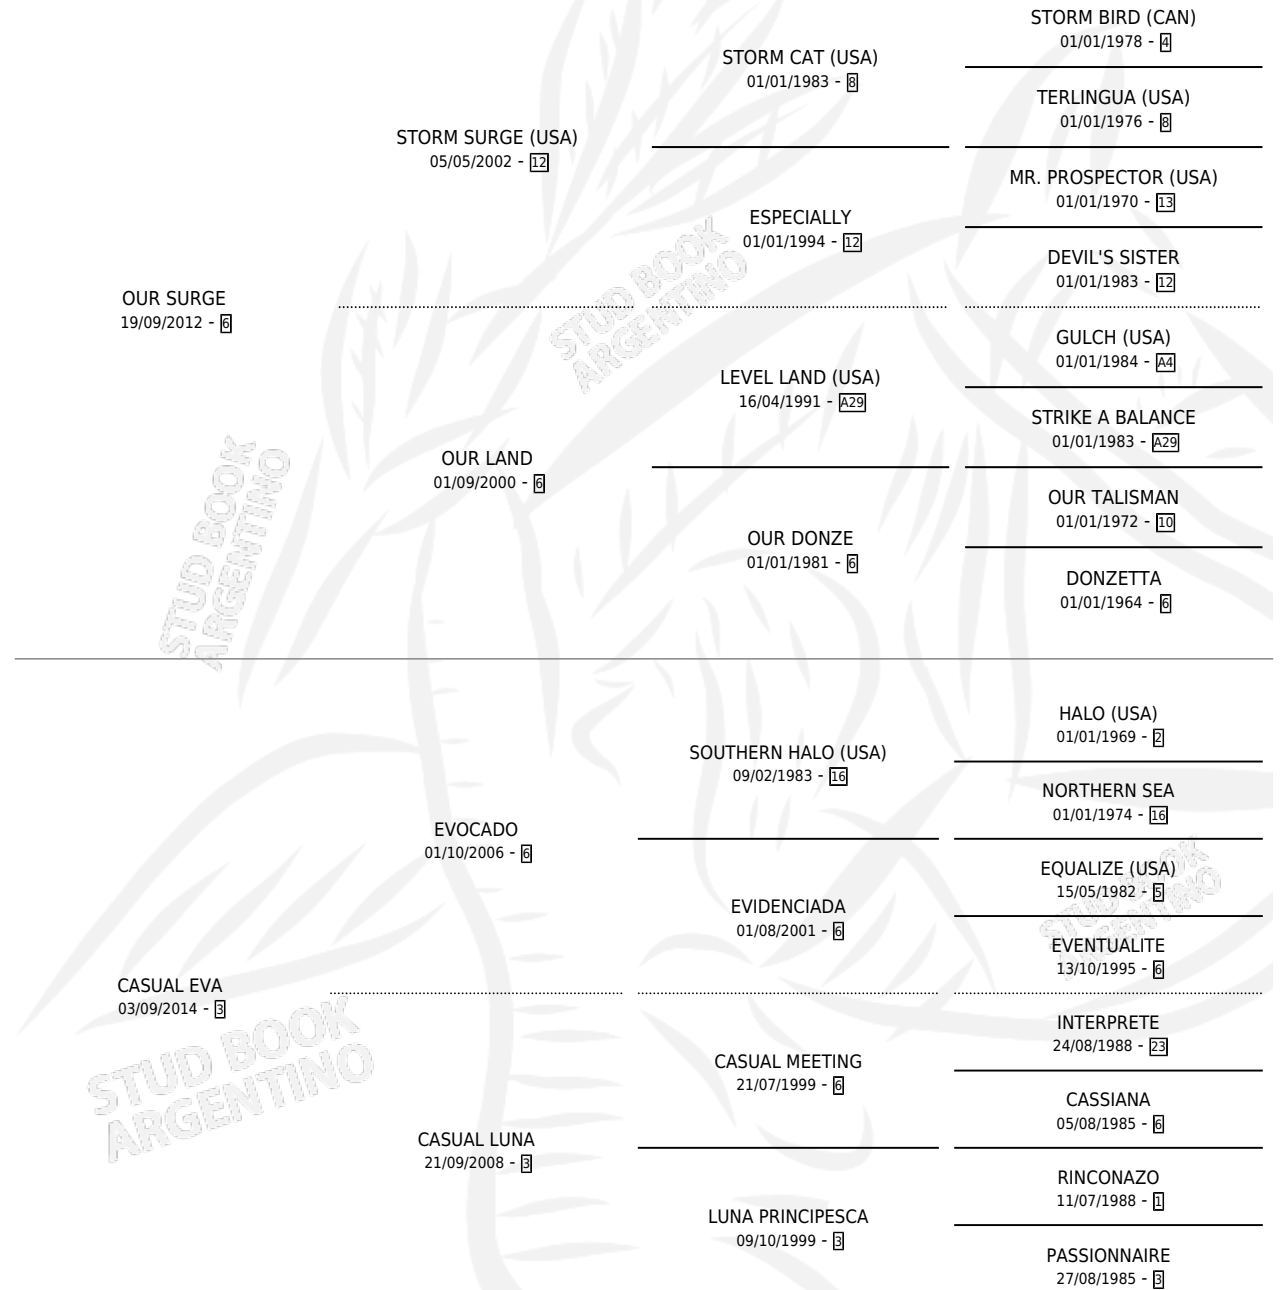 STORM BIRD (CAN)
01/01/1978 - 4
STORM CAT (USA)
01/01/1983 - 8
TERLINGUA (USA)
01/01/1976 - 8
STORM SURGE (USA)
05/05/2002 - 12
MR. PROSPECTOR (USA)
01/01/1970 - 13
ESPECIALLY
01/01/1994 - 12
DEVIL'S SISTER
01/01/1983 - 12
OUR SURGE
19/09/2012 - 6
GULCH (USA)
01/01/1984 - A4
LEVEL LAND (USA)
16/04/1991 - A29
STRIKE A BALANCE
01/01/1983 - A29
OUR LAND
01/09/2000 - 6
OUR TALISMAN
01/01/1972 - 10
OUR DONZE
01/01/1981 - 6
DONZETTA
01/01/1964 - 6
HALO (USA)
01/01/1969 - 2
SOUTHERN HALO (USA)
09/02/1983 - 16
NORTHERN SEA
01/01/1974 - 16
EVOCADO
01/10/2006 - 6
EQUALIZE (USA)
15/05/1982 - 5
EVIDENCIADA
01/08/2001 - 6
EVENTUALITE
13/10/1995 - 6
CASUAL EVA
03/09/2014 - 3
INTERPRETE
24/08/1988 - 23
CASUAL MEETING
21/07/1999 - 6
CASSIANA
05/08/1985 - 6
CASUAL LUNA
21/09/2008 - 3
RINCONAZO
11/07/1988 - 1
LUNA PRINCIPESCA
09/10/1999 - 3
PASSIONNAIRE
27/08/1985 - 3
STUD BOOK
ARGENTINO
STUD BOOK
ARGENTINO
STUD BOOK
ARGENTINO
STUD BOOK
ARGENTINO